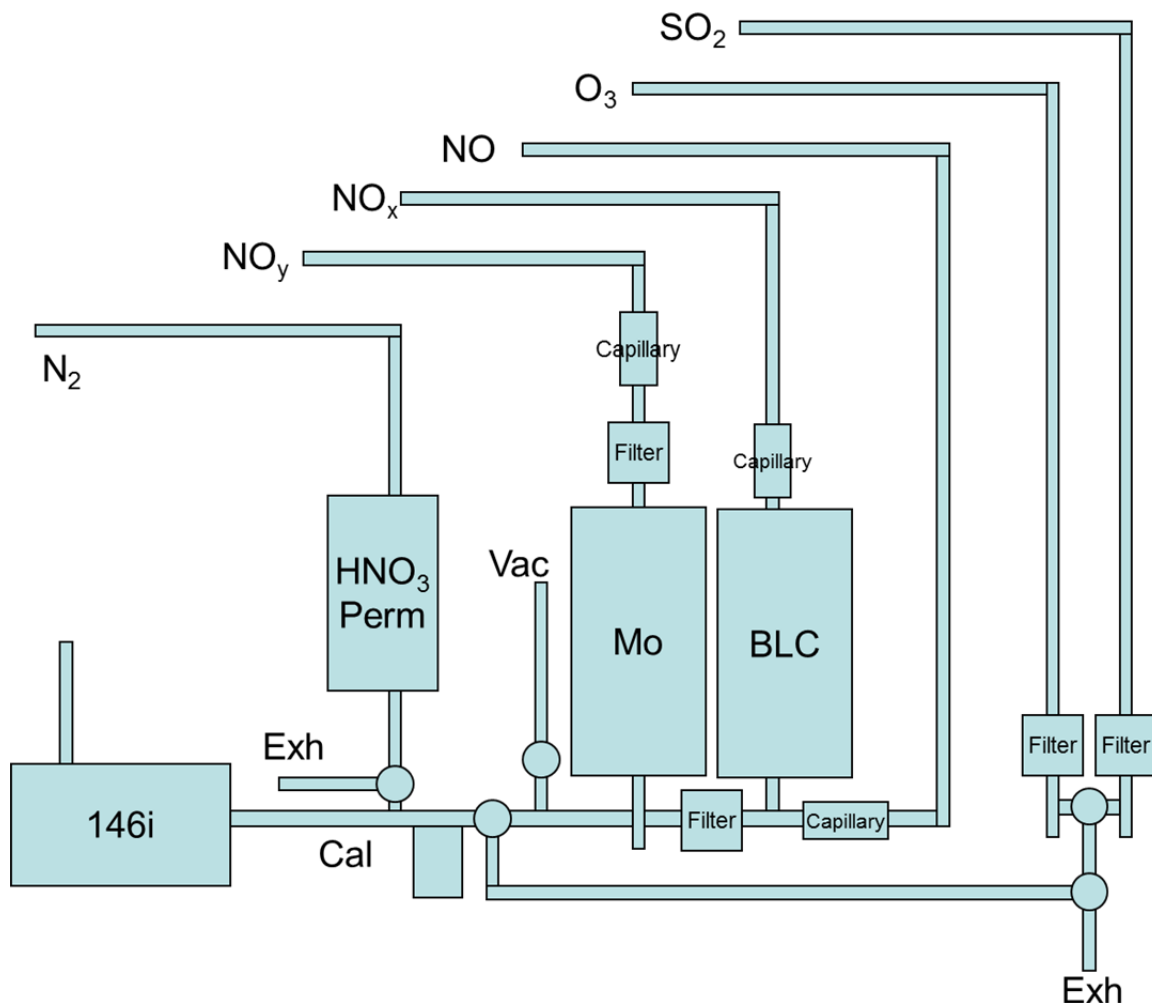 SO₂
O₃
NO
NOₓ
NOᵧ
N₂
Capillary
Filter
Capillary
HNO₃
Perm
Vac
Mo
BLC
Exh
Filter
Filter
146i
Cal
Filter
Capillary
Exh